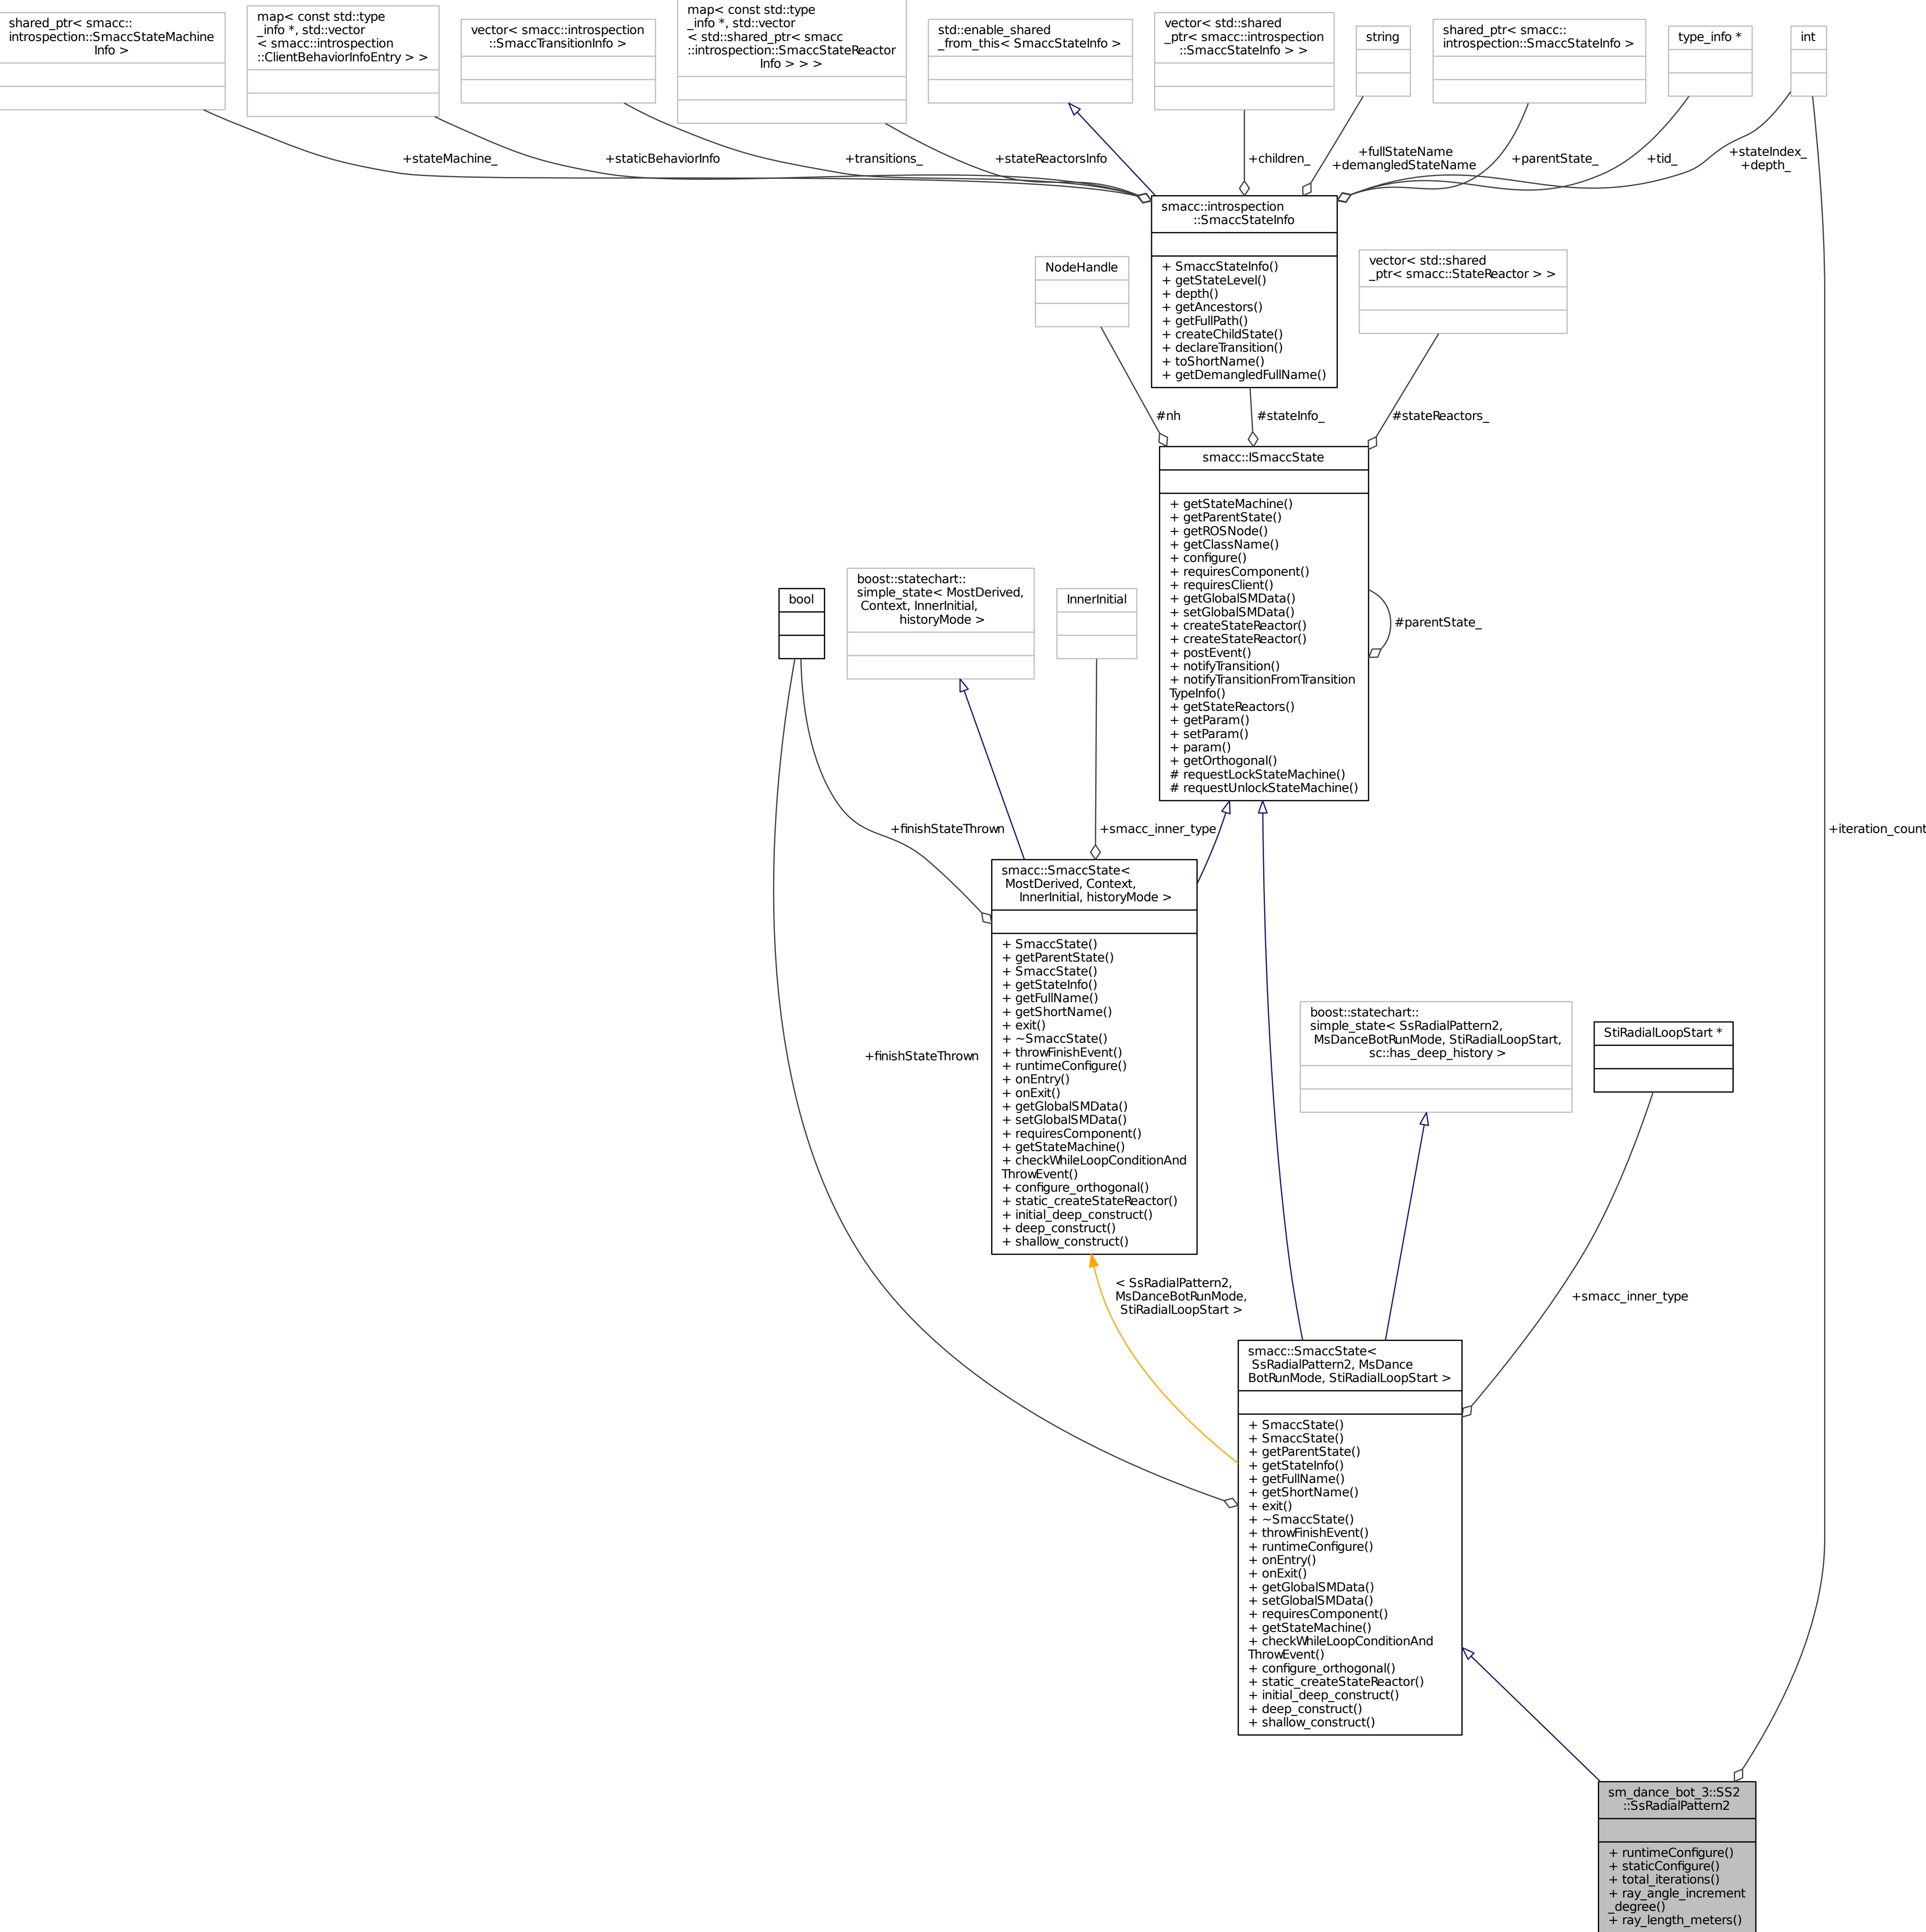 shared_ptr< smacc::
introspection::SmaccStateMachine
Info >
map< const std::type
_info *, std::vector
< smacc::introspection
::ClientBehaviorInfoEntry > >
vector< smacc::introspection
::SmaccTransitionInfo >
map< const std::type
_info *, std::vector
< std::shared_ptr< smacc
::introspection::SmaccStateReactor
Info > > >
std::enable_shared
_from_this< SmaccStateInfo >
vector< std::shared
_ptr< smacc::introspection
::SmaccStateInfo > >
string
shared_ptr< smacc::
introspection::SmaccStateInfo >
type_info *
int
+stateMachine_
+staticBehaviorInfo
+transitions_
+stateReactorsInfo
+children_
+fullStateName
+demangledStateName
+parentState_
+tid_
+stateIndex_
+depth_
smacc::introspection
::SmaccStateInfo
+ SmaccStateInfo()
+ getStateLevel()
+ depth()
+ getAncestors()
+ getFullPath()
+ createChildState()
+ declareTransition()
+ toShortName()
+ getDemangledFullName()
NodeHandle
vector< std::shared
_ptr< smacc::StateReactor > >
#nh
#stateInfo_
#stateReactors_
smacc::ISmaccState
+ getStateMachine()
+ getParentState()
+ getROSNode()
+ getClassName()
+ configure()
+ requiresComponent()
+ requiresClient()
+ getGlobalSMData()
+ setGlobalSMData()
+ createStateReactor()
+ createStateReactor()
+ postEvent()
+ notifyTransition()
+ notifyTransitionFromTransition
TypeInfo()
+ getStateReactors()
+ getParam()
+ setParam()
+ param()
+ getOrthogonal()
# requestLockStateMachine()
# requestUnlockStateMachine()
#parentState_
bool
boost::statechart::
simple_state< MostDerived,
Context, InnerInitial,
historyMode >
InnerInitial
+finishStateThrown
+smacc_inner_type
+iteration_count
smacc::SmaccState<
MostDerived, Context,
InnerInitial, historyMode >
+ SmaccState()
+ getParentState()
+ SmaccState()
+ getStateInfo()
+ getFullName()
+ getShortName()
+ exit()
+ ~SmaccState()
+ throwFinishEvent()
+ runtimeConfigure()
+ onEntry()
+ onExit()
+ getGlobalSMData()
+ setGlobalSMData()
+ requiresComponent()
+ getStateMachine()
+ checkWhileLoopConditionAnd
ThrowEvent()
+ configure_orthogonal()
+ static_createStateReactor()
+ initial_deep_construct()
+ deep_construct()
+ shallow_construct()
+finishStateThrown
boost::statechart::
simple_state< SsRadialPattern2,
MsDanceBotRunMode, StiRadialLoopStart,
sc::has_deep_history >
StiRadialLoopStart *
< SsRadialPattern2,
MsDanceBotRunMode,
StiRadialLoopStart >
+smacc_inner_type
smacc::SmaccState<
SsRadialPattern2, MsDance
BotRunMode, StiRadialLoopStart >
+ SmaccState()
+ SmaccState()
+ getParentState()
+ getStateInfo()
+ getFullName()
+ getShortName()
+ exit()
+ ~SmaccState()
+ throwFinishEvent()
+ runtimeConfigure()
+ onEntry()
+ onExit()
+ getGlobalSMData()
+ setGlobalSMData()
+ requiresComponent()
+ getStateMachine()
+ checkWhileLoopConditionAnd
ThrowEvent()
+ configure_orthogonal()
+ static_createStateReactor()
+ initial_deep_construct()
+ deep_construct()
+ shallow_construct()
sm_dance_bot_3::SS2
::SsRadialPattern2
+ runtimeConfigure()
+ staticConfigure()
+ total_iterations()
+ ray_angle_increment
_degree()
+ ray_length_meters()